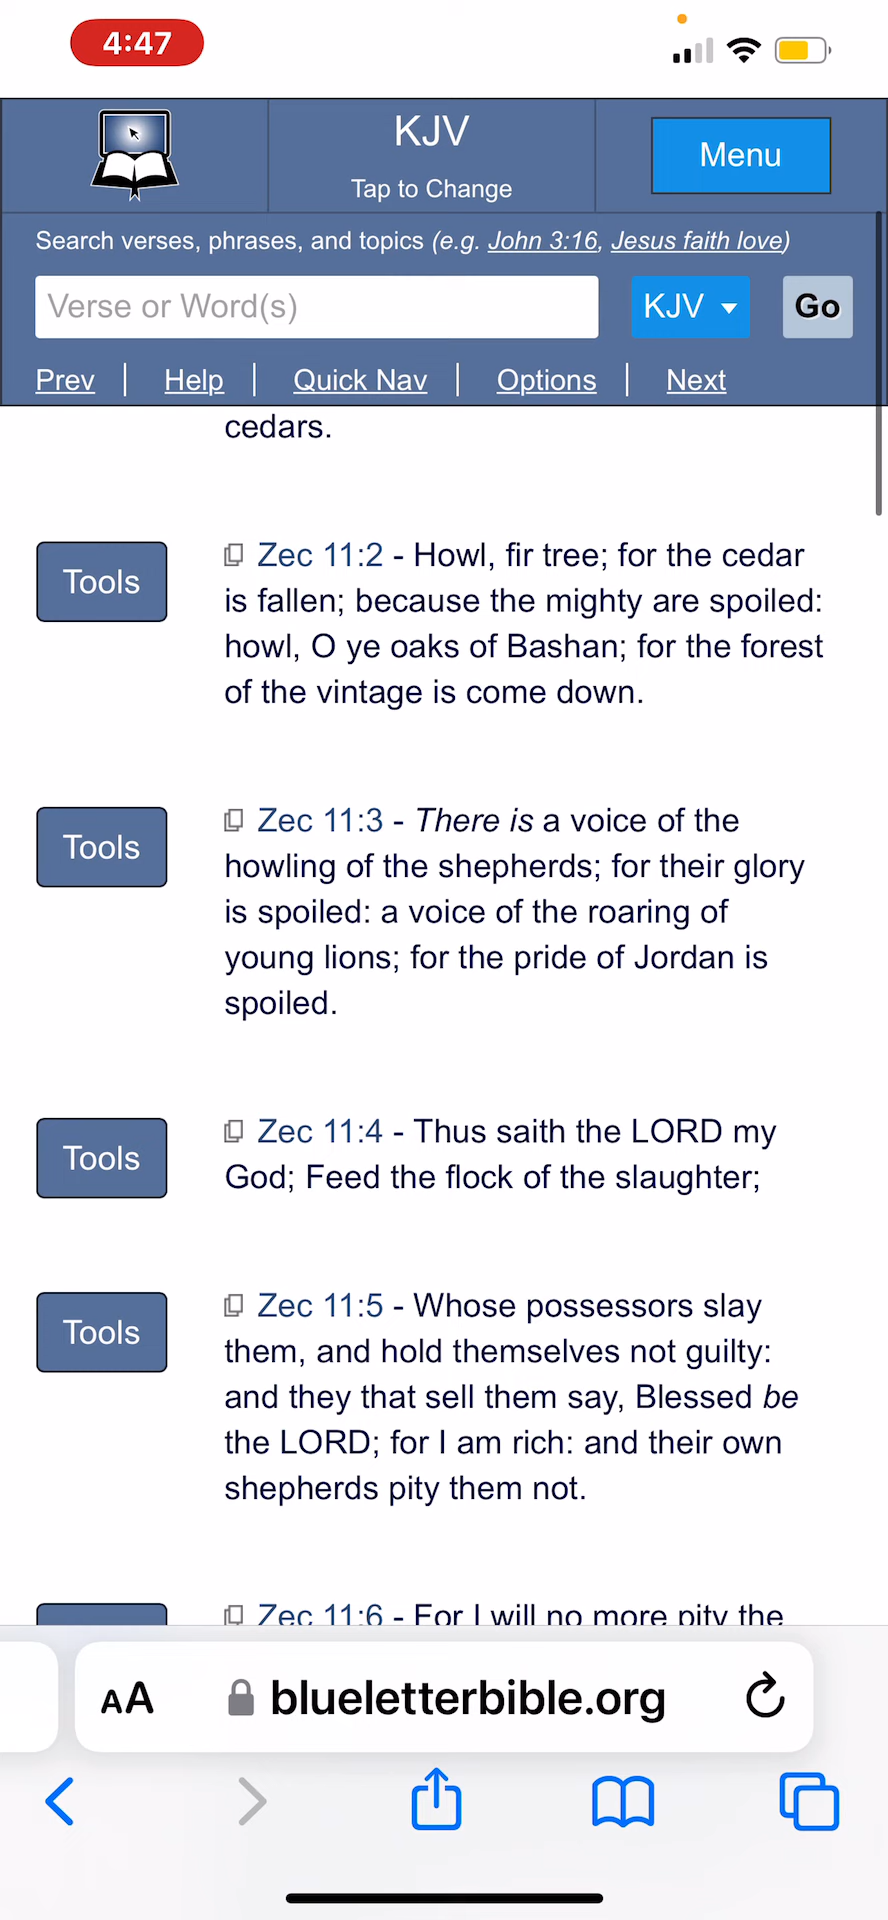 4:47
KJV
Tap to Change
Menu
Search verses, phrases, and topics (e.g. John 3:16, Jesus faith love)
Verse or Word(s)
KJV
Go
Prev | Help | Quick Nav | Options | Next
cedars.
Tools
Zec 11:2 - Howl, fir tree; for the cedar
is fallen; because the mighty are spoiled:
howl, O ye oaks of Bashan; for the forest
of the vintage is come down.
Tools
Zec 11:3 - There is a voice of the
howling of the shepherds; for their glory
is spoiled: a voice of the roaring of
young lions; for the pride of Jordan is
spoiled.
Tools
Zec 11:4 - Thus saith the LORD my
God; Feed the flock of the slaughter;
Tools
Zec 11:5 - Whose possessors slay
them, and hold themselves not guilty:
and they that sell them say, Blessed be
the LORD; for I am rich: and their own
shepherds pity them not.
Zec 11:6 - For I will no more pity the
AA
blueletterbible.org